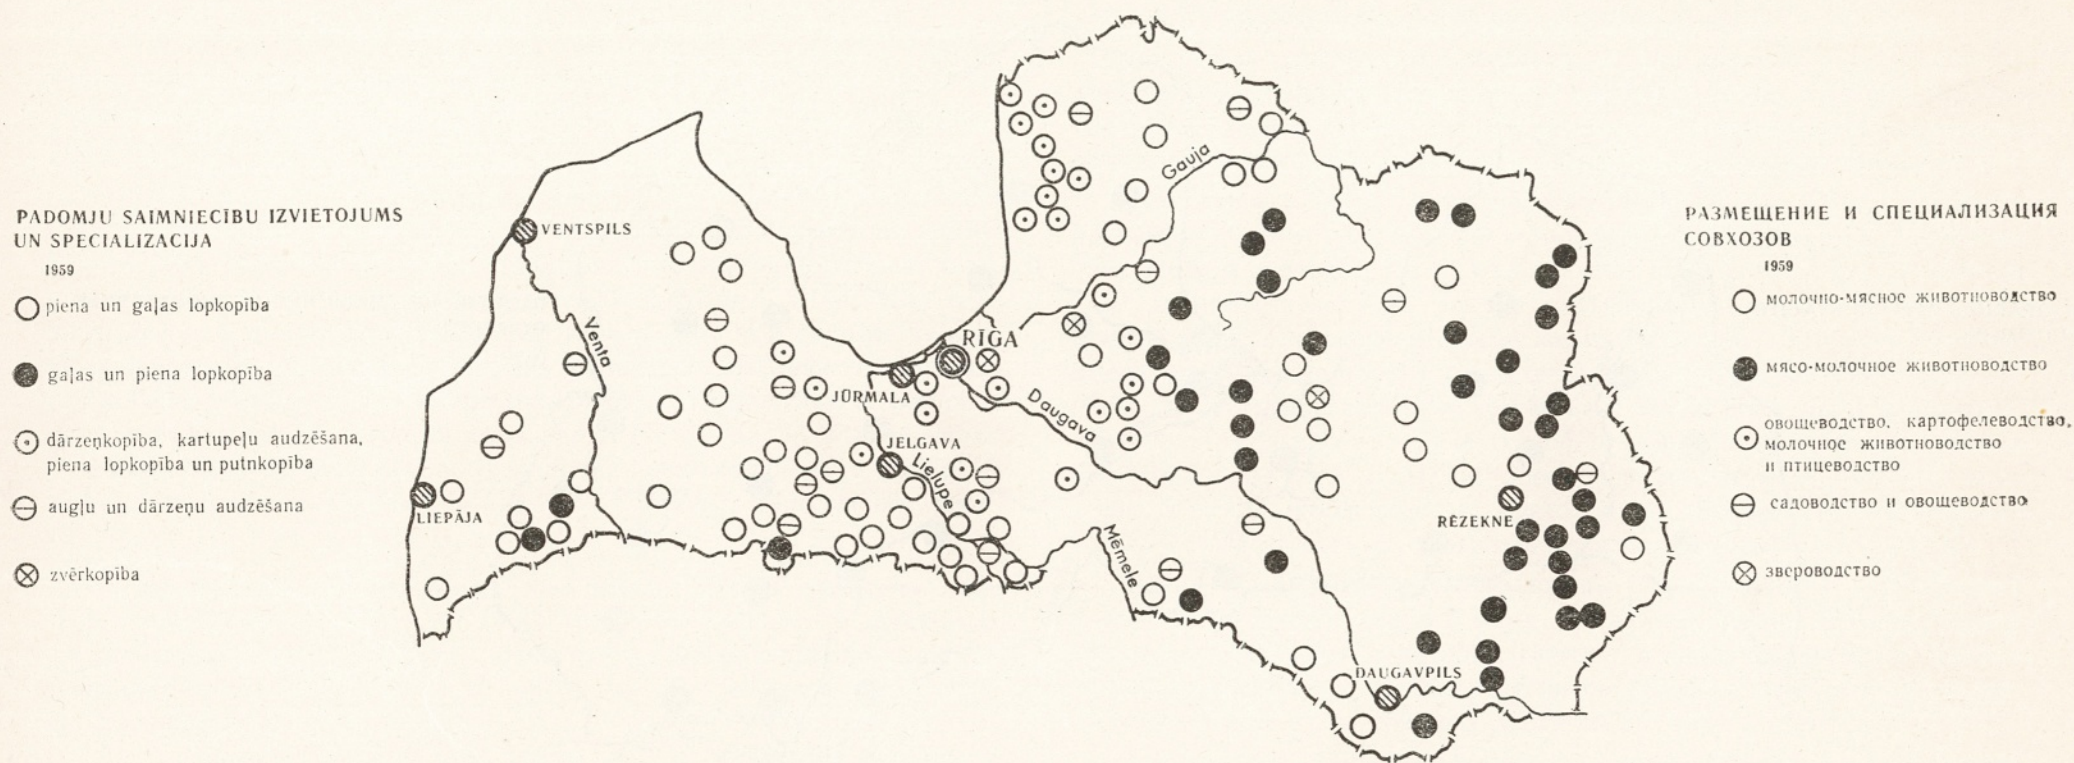 PADOMJU SAIMNIECĪBU IZVIETOJUMS
UN SPECIALIZACIJA
1959
piena un gaļas lopkopība
gaļas un piena lopkopība
dārzeņkopība, kartupeļu audzēšana,
piena lopkopība un putnkopība
augļu un dārzeņu audzēšana
zvērkopība
VENTSPILS
Venta
LIEPĀJA
JŪRMALA
RĪGA
JELGAVA
Lielupe
Gauja
Daugava
Mēmele
RĒZEKNE
DAUGAVPILS
РАЗМЕЩЕНИЕ И СПЕЦИАЛИЗАЦИЯ
СОВХОЗОВ
1959
молочно-мясное животноводство
мясо-молочное животноводство
овощеводство, картофелеводство,
молочное животноводство
и птицеводство
садоводство и овощеводство
звероводство